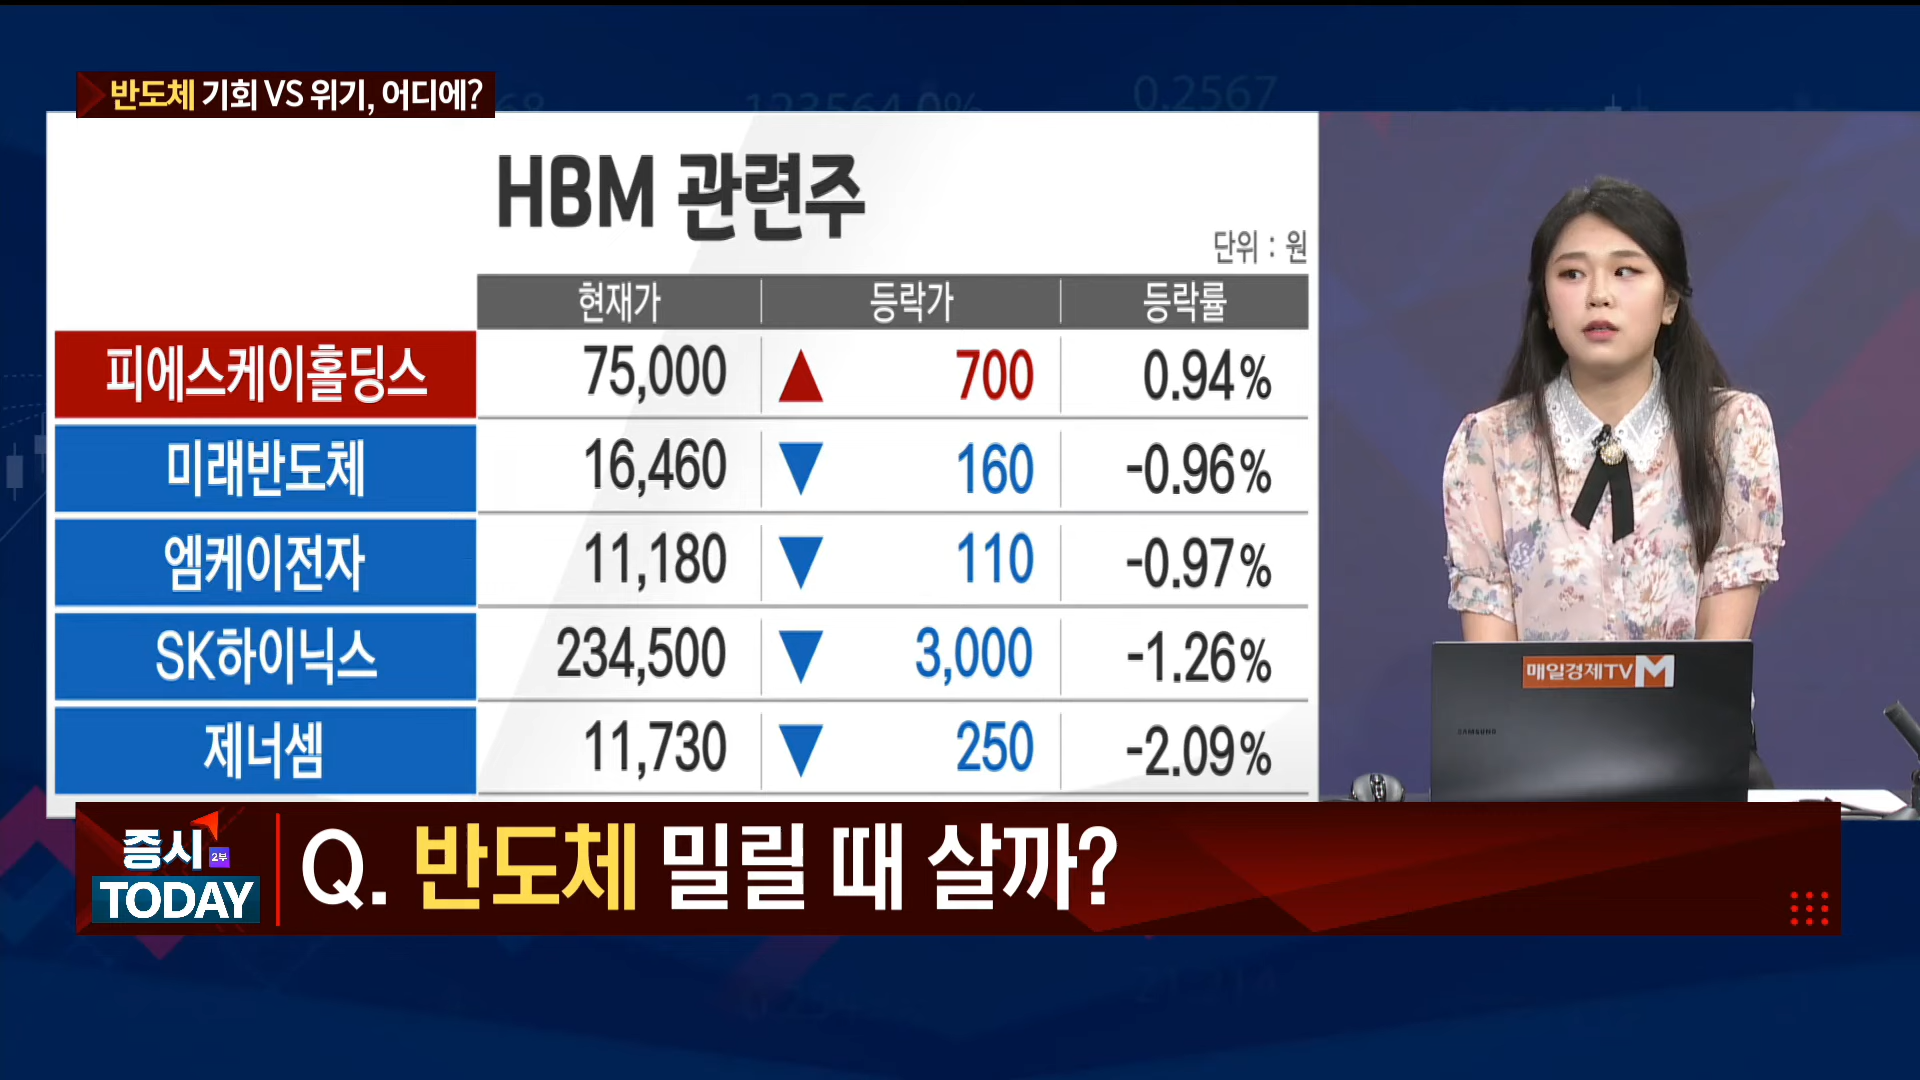 반도체 기회 VS 위기, 어디에?
HBM 관련주
단위 : 원
현재가 등락가 등락률
피에스케이홀딩스 75,000 ▲ 700 0.94%
미래반도체 16,460 ▼ 160 -0.96%
엠케이전자 11,180 ▼ 110 -0.97%
SK하이닉스 234,500 ▼ 3,000 -1.26%
제너셈 11,730 ▼ 250 -2.09%
매일경제TV M
SAMSUNG
증시 2부
TODAY
Q. 반도체 밀릴 때 살까?
0.2567